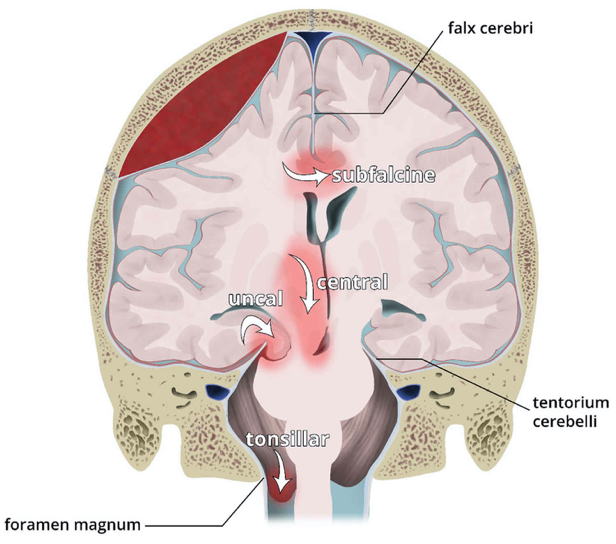 falx cerebri
subfalcine
central
uncal
tentorium
cerebelli
tonsillar
foramen magnum